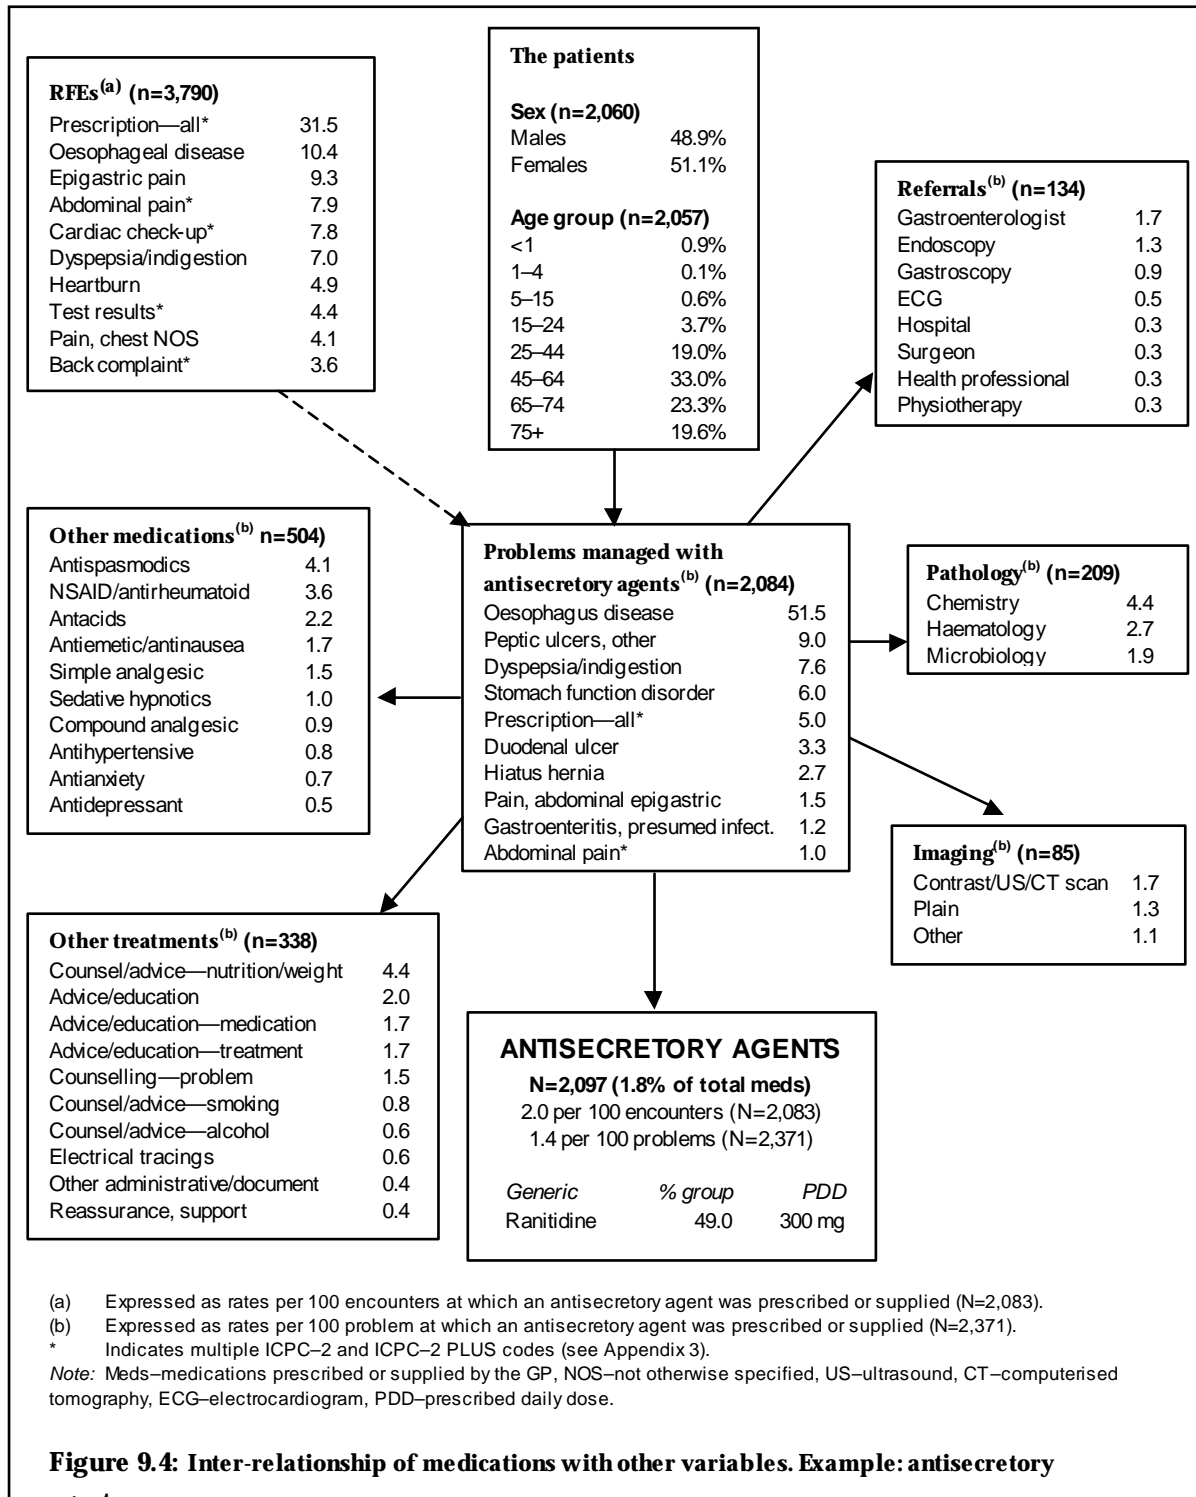 RFEs(a) (n=3,790)
Prescription—all* 31.5
Oesophageal disease 10.4
Epigastric pain 9.3
Abdominal pain* 7.9
Cardiac check-up* 7.8
Dyspepsia/indigestion 7.0
Heartburn 4.9
Test results* 4.4
Pain, chest NOS 4.1
Back complaint* 3.6
The patients
Sex (n=2,060)
Males 48.9%
Females 51.1%
Age group (n=2,057)
<1 0.9%
1–4 0.1%
5–15 0.6%
15–24 3.7%
25–44 19.0%
45–64 33.0%
65–74 23.3%
75+ 19.6%
Referrals(b) (n=134)
Gastroenterologist 1.7
Endoscopy 1.3
Gastroscopy 0.9
ECG 0.5
Hospital 0.3
Surgeon 0.3
Health professional 0.3
Physiotherapy 0.3
Other medications(b) n=504)
Antispasmodics 4.1
NSAID/antirheumatoid 3.6
Antacids 2.2
Antiemetic/antinausea 1.7
Simple analgesic 1.5
Sedative hypnotics 1.0
Compound analgesic 0.9
Antihypertensive 0.8
Antianxiety 0.7
Antidepressant 0.5
Problems managed with
antisecretory agents(b) (n=2,084)
Oesophagus disease 51.5
Peptic ulcers, other 9.0
Dyspepsia/indigestion 7.6
Stomach function disorder 6.0
Prescription—all* 5.0
Duodenal ulcer 3.3
Hiatus hernia 2.7
Pain, abdominal epigastric 1.5
Gastroenteritis, presumed infect. 1.2
Abdominal pain* 1.0
Pathology(b) (n=209)
Chemistry 4.4
Haematology 2.7
Microbiology 1.9
Imaging(b) (n=85)
Contrast/US/CT scan 1.7
Plain 1.3
Other 1.1
Other treatments(b) (n=338)
Counsel/advice—nutrition/weight 4.4
Advice/education 2.0
Advice/education—medication 1.7
Advice/education—treatment 1.7
Counselling—problem 1.5
Counsel/advice—smoking 0.8
Counsel/advice—alcohol 0.6
Electrical tracings 0.6
Other administrative/document 0.4
Reassurance, support 0.4
ANTISECRETORY AGENTS
N=2,097 (1.8% of total meds)
2.0 per 100 encounters (N=2,083)
1.4 per 100 problems (N=2,371)
Generic % group PDD
Ranitidine 49.0 300 mg
(a) Expressed as rates per 100 encounters at which an antisecretory agent was prescribed or supplied (N=2,083).
(b) Expressed as rates per 100 problem at which an antisecretory agent was prescribed or supplied (N=2,371).
* Indicates multiple ICPC–2 and ICPC–2 PLUS codes (see Appendix 3).
Note: Meds–medications prescribed or supplied by the GP, NOS–not otherwise specified, US–ultrasound, CT–computerised
tomography, ECG–electrocardiogram, PDD–prescribed daily dose.
Figure 9.4: Inter-relationship of medications with other variables. Example: antisecretory